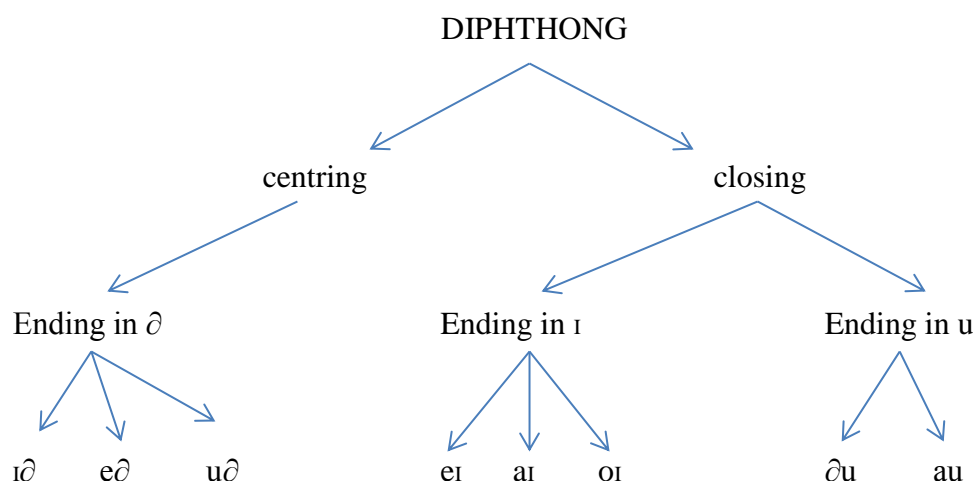 DIPHTHONG
centring closing
Ending in ∂ Ending in ɪ Ending in u
ɪ∂ e∂ u∂ eɪ aɪ oɪ ∂u au